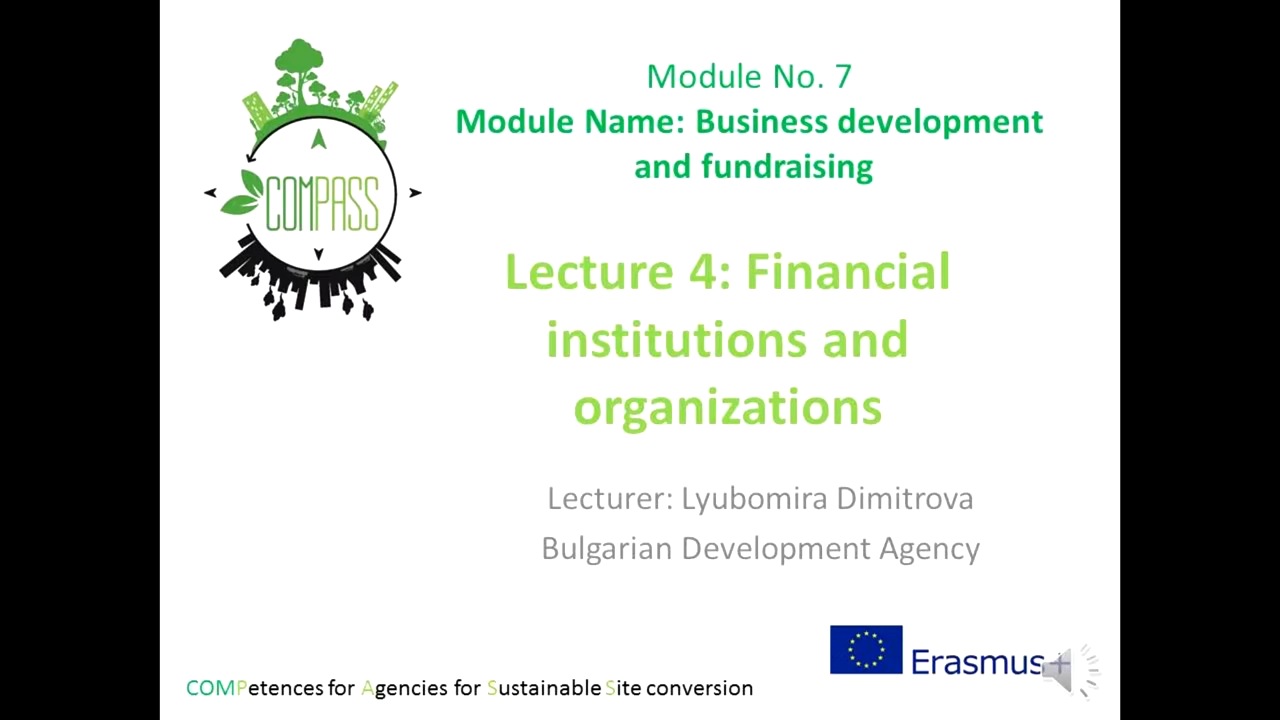 Module No. 7
Module Name: Business development
and fundraising
COMPASS
Lecture 4: Financial
institutions and
organizations
Lecturer: Lyubomira Dimitrova
Bulgarian Development Agency
Erasmus+
COMPetences for Agencies for Sustainable Site conversion